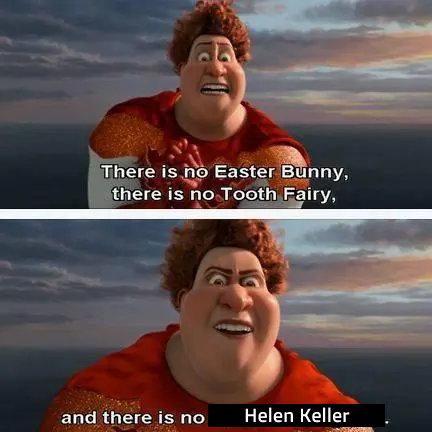 There is no Easter Bunny,
there is no Tooth Fairy,
and there is no Helen Keller.